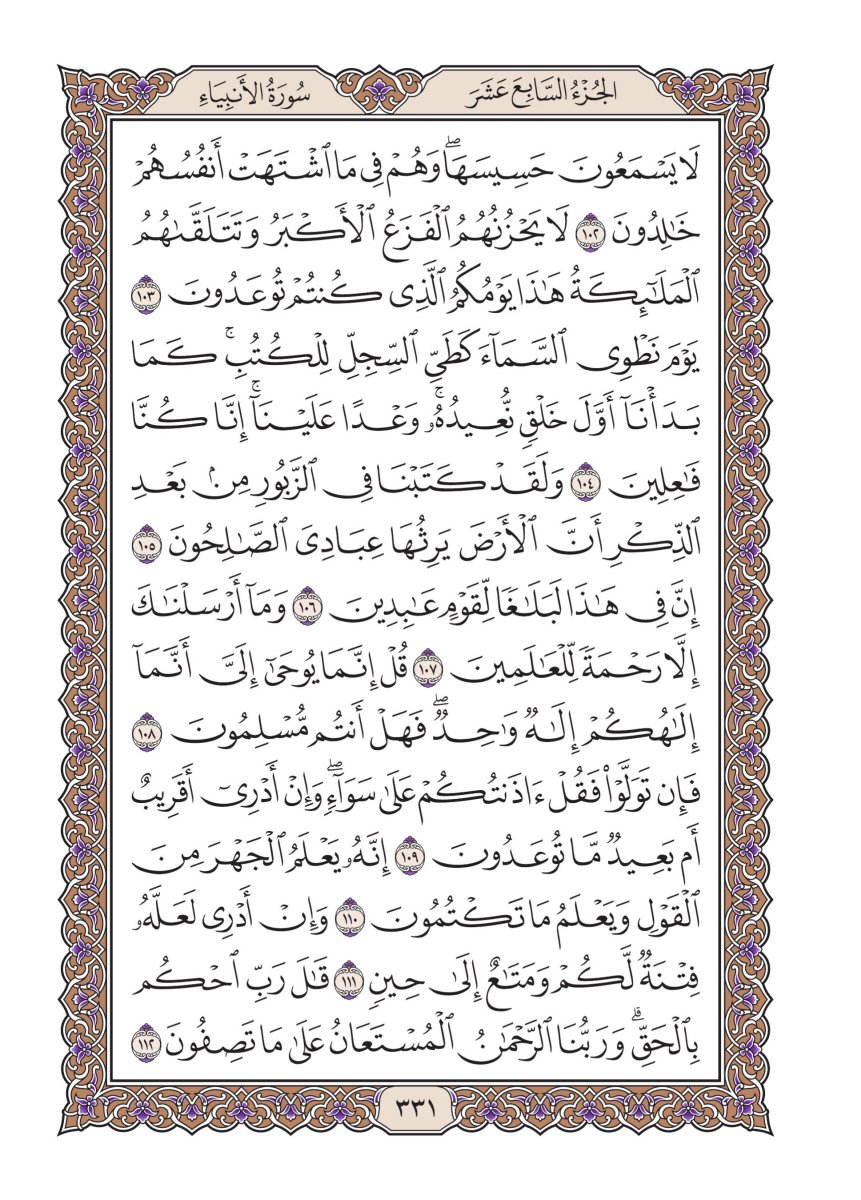 الجُزْءُ السَّابِعَ عَشَرَ
سُورَةُ الأَنبِيَاءِ
لَا يَسْمَعُونَ حَسِيسَهَاۖ وَهُمْ فِى مَا ٱشْتَهَتْ أَنفُسُهُمْ
خَٰلِدُونَ ١٠٢ لَا يَحْزُنُهُمُ ٱلْفَزَعُ ٱلْأَكْبَرُ وَتَتَلَقَّىٰهُمُ
ٱلْمَلَٰٓئِكَةُ هَٰذَا يَوْمُكُمُ ٱلَّذِى كُنتُمْ تُوعَدُونَ ١٠٣
يَوْمَ نَطْوِى ٱلسَّمَآءَ كَطَىِّ ٱلسِّجِلِّ لِلْكُتُبِۚ كَمَا
بَدَأْنَآ أَوَّلَ خَلْقٍ نُّعِيدُهُۥۚ وَعْدًا عَلَيْنَآۚ إِنَّا كُنَّا
فَٰعِلِينَ ١٠٤ وَلَقَدْ كَتَبْنَا فِى ٱلزَّبُورِ مِنۢ بَعْدِ
ٱلذِّكْرِ أَنَّ ٱلْأَرْضَ يَرِثُهَا عِبَادِىَ ٱلصَّٰلِحُونَ ١٠٥
إِنَّ فِى هَٰذَا لَبَلَٰغًا لِّقَوْمٍ عَٰبِدِينَ ١٠٦ وَمَآ أَرْسَلْنَٰكَ
إِلَّا رَحْمَةً لِّلْعَٰلَمِينَ ١٠٧ قُلْ إِنَّمَا يُوحَىٰٓ إِلَىَّ أَنَّمَآ
إِلَٰهُكُمْ إِلَٰهٌ وَٰحِدٌۖ فَهَلْ أَنتُم مُّسْلِمُونَ ١٠٨
فَإِن تَوَلَّوْا۟ فَقُلْ ءَاذَنتُكُمْ عَلَىٰ سَوَآءٍۖ وَإِنْ أَدْرِىٓ أَقَرِيبٌ
أَم بَعِيدٌ مَّا تُوعَدُونَ ١٠٩ إِنَّهُۥ يَعْلَمُ ٱلْجَهْرَ مِنَ
ٱلْقَوْلِ وَيَعْلَمُ مَا تَكْتُمُونَ ١١٠ وَإِنْ أَدْرِى لَعَلَّهُۥ
فِتْنَةٌ لَّكُمْ وَمَتَٰعٌ إِلَىٰ حِينٍ ١١١ قَٰلَ رَبِّ ٱحْكُم
بِٱلْحَقِّۗ وَرَبُّنَا ٱلرَّحْمَٰنُ ٱلْمُسْتَعَانُ عَلَىٰ مَا تَصِفُونَ ١١٢
٣٣١